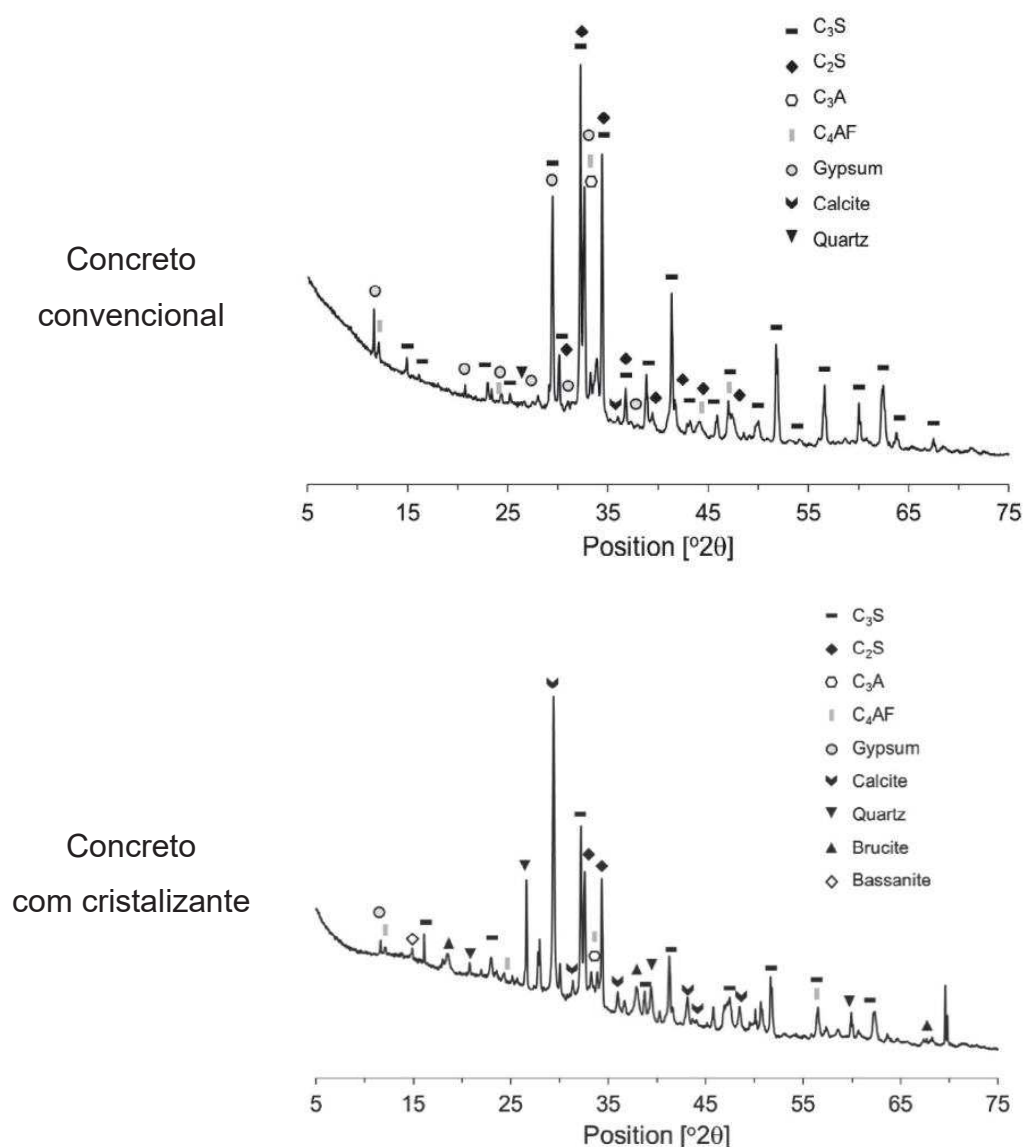 C₃S
C₂S
C₃A
C₄AF
Gypsum
Calcite
Quartz
Concreto
convencional
5 15 25 35 45 55 65 75
Position [º2θ]
C₃S
C₂S
C₃A
C₄AF
Gypsum
Calcite
Quartz
Brucite
Bassanite
Concreto
com cristalizante
5 15 25 35 45 55 65 75
Position [º2θ]